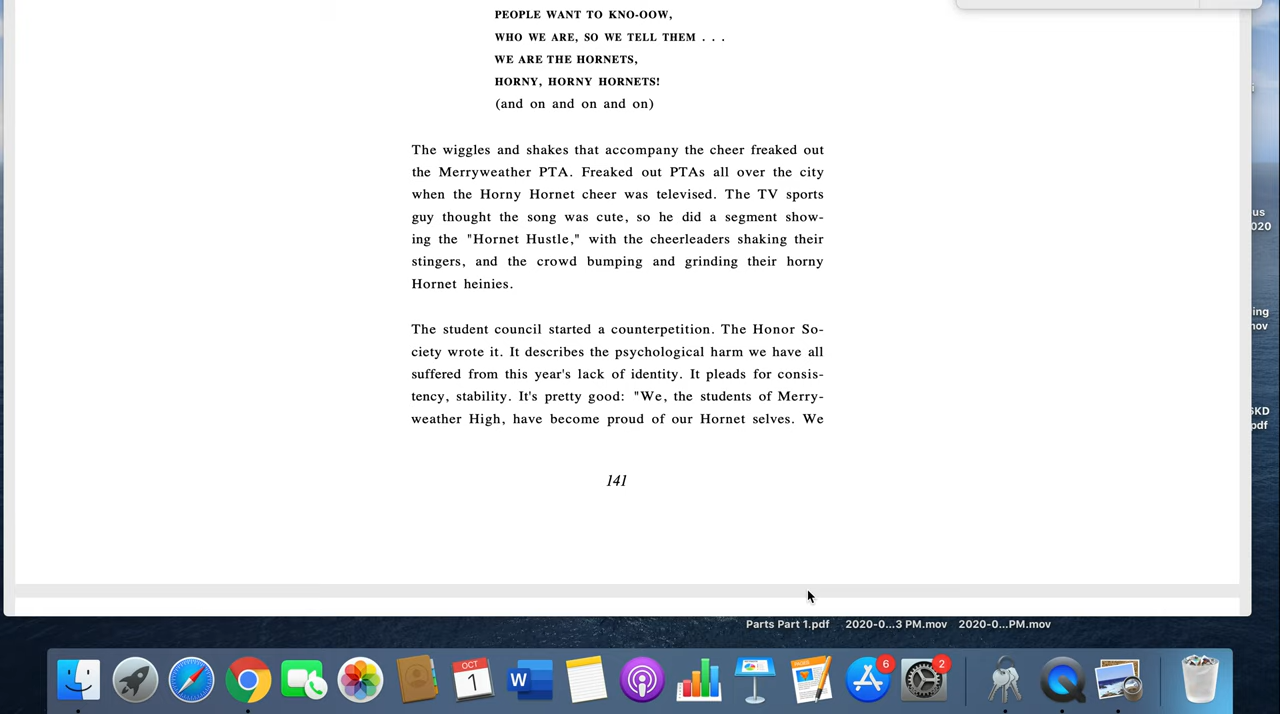 PEOPLE WANT TO KNO-OOW,
WHO WE ARE, SO WE TELL THEM . . .
WE ARE THE HORNETS,
HORNY, HORNY HORNETS!
(and on and on and on)
The wiggles and shakes that accompany the cheer freaked out
the Merryweather PTA. Freaked out PTAs all over the city
when the Horny Hornet cheer was televised. The TV sports
guy thought the song was cute, so he did a segment show-
ing the "Hornet Hustle," with the cheerleaders shaking their
stingers, and the crowd bumping and grinding their horny
Hornet heinies.
The student council started a counterpetition. The Honor So-
ciety wrote it. It describes the psychological harm we have all
suffered from this year's lack of identity. It pleads for consis-
tency, stability. It's pretty good: "We, the students of Merry-
weather High, have become proud of our Hornet selves. We
141
us
020
ing
nov
pdf
Parts Part 1.pdf 2020-0...3 PM.mov 2020-0...PM.mov
OCT
1
W
PAGES
6
2